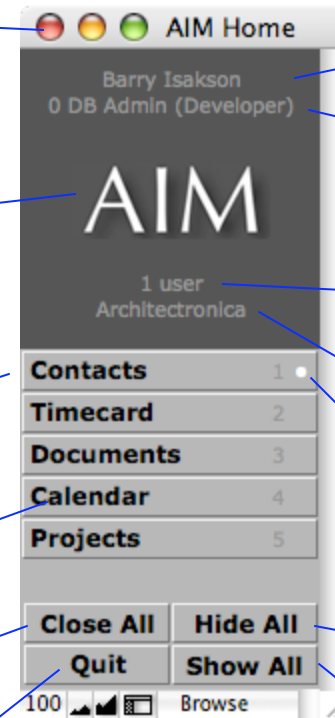 AIM Home
Barry Isakson
0 DB Admin (Developer)
AIM
1 user
Architectronica
Contacts 1
Timecard 2
Documents 3
Calendar 4
Projects 5
Close All Hide All
Quit Show All
100 Browse